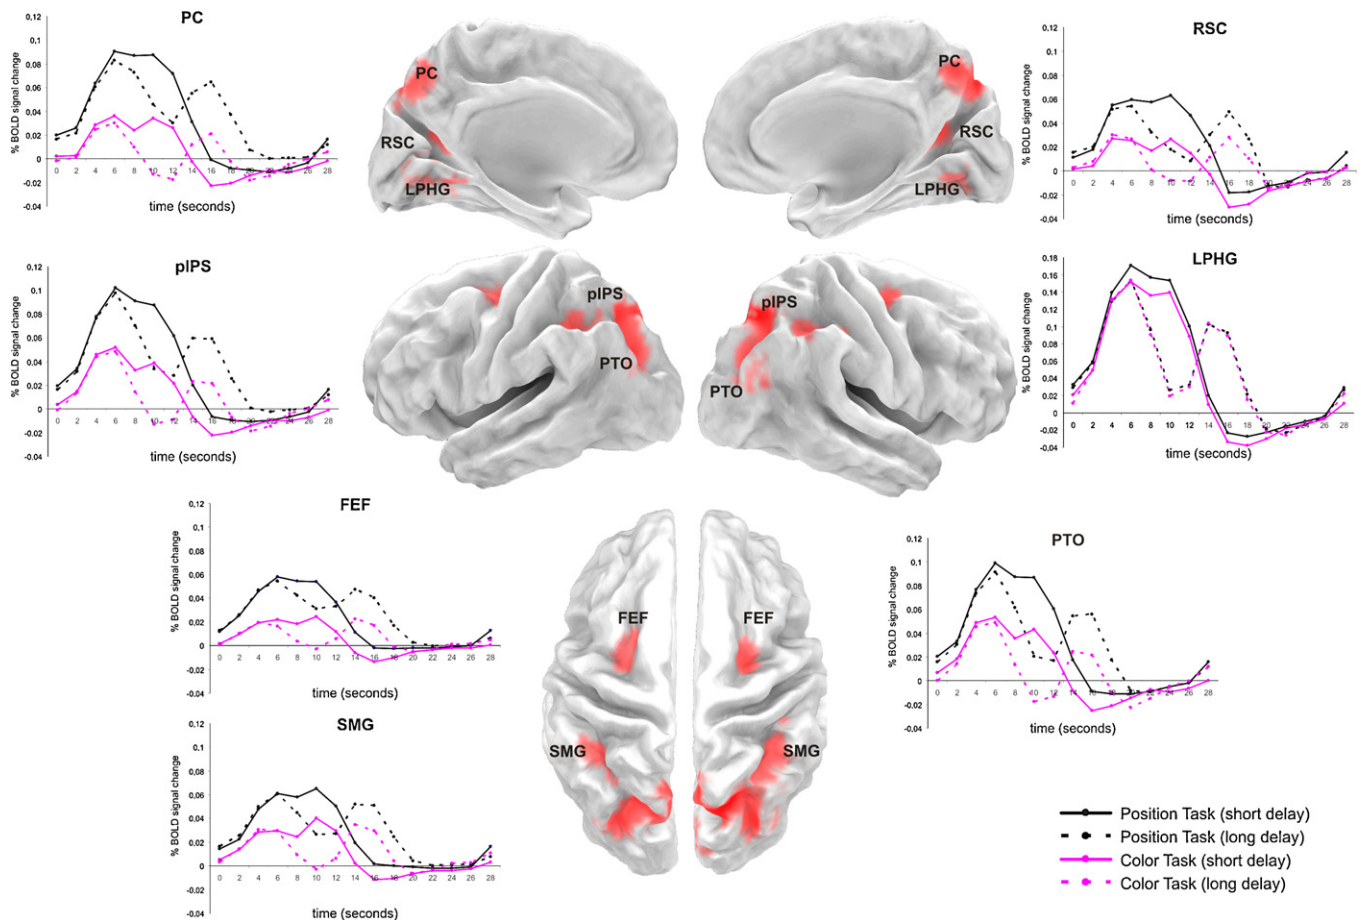 PC
% BOLD signal change
0,12
0,1
0,08
0,06
0,04
0,02
0
-0.02
-0.04
0 2 4 6 8 10 12 14 16 18 20 22 24 26 28
time (seconds)
PC
RSC
LPHG
PC
RSC
LPHG
RSC
% BOLD signal change
0,12
0,1
0,08
0,06
0,04
0,02
0
-0,02
-0,04
0 2 4 6 8 10 12 14 16 18 20 22 24 26 28
time (seconds)
pIPS
% BOLD signal change
0,12
0,1
0,08
0,06
0,04
0,02
0
-0.02
-0.04
0 2 4 6 8 10 12 14 16 18 20 22 24 26 28
time (seconds)
pIPS
PTO
pIPS
PTO
LPHG
% BOLD signal change
0,18
0,16
0,14
0,12
0,1
0,08
0,06
0,04
0,02
0
-0,02
-0,04
0 2 4 6 8 10 12 14 16 18 20 22 24 26 28
time (seconds)
FEF
% BOLD signal change
0,12
0,1
0,08
0,06
0,04
0,02
0
-0.02
-0.04
0 2 4 6 8 10 12 14 16 18 20 22 24 26 28
time (seconds)
FEF
FEF
SMG
SMG
PTO
% BOLD signal change
0,12
0,1
0,08
0,06
0,04
0,02
0
-0,02
-0,04
0 2 4 6 8 10 12 14 16 18 20 22 24 26 28
time (seconds)
SMG
% BOLD signal change
0,12
0,1
0,08
0,06
0,04
0,02
0
-0.02
-0.04
0 2 4 6 8 10 12 14 16 18 20 22 24 26 28
time (seconds)
Position Task (short delay)
Position Task (long delay)
Color Task (short delay)
Color Task (long delay)